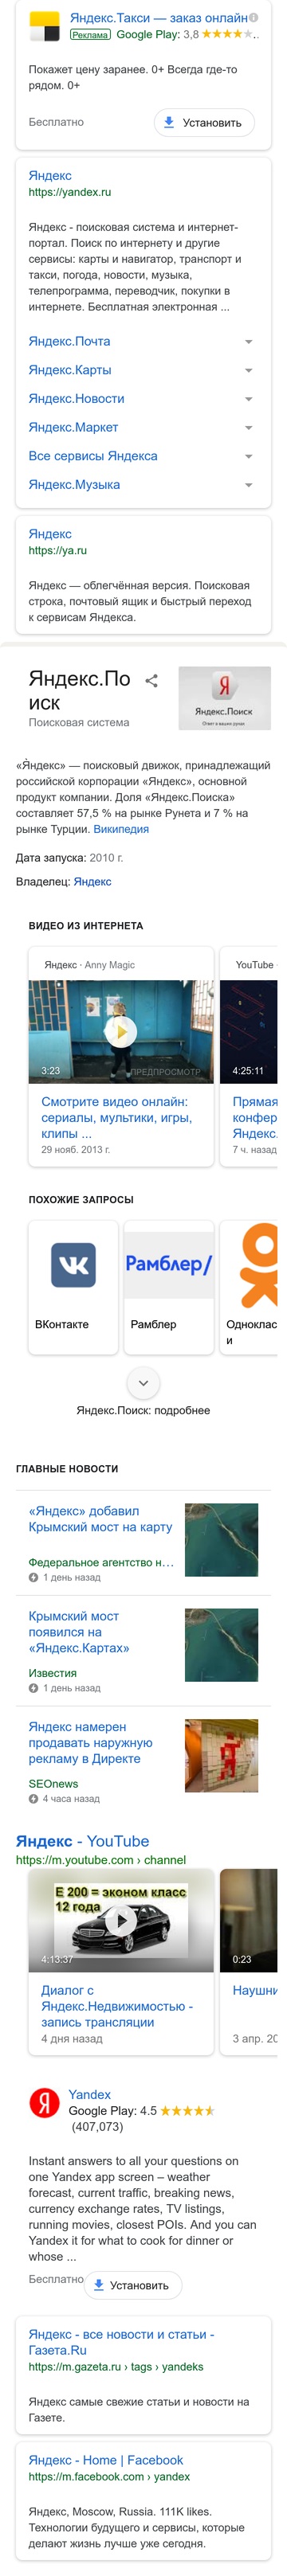 Яндекс.Такси — заказ онлайн
Реклама Google Play: 3,8 ★★★★★..
Покажет цену заранее. 0+ Всегда где-то
рядом. 0+
Бесплатно
Установить
Яндекс
https://yandex.ru
Яндекс - поисковая система и интернет-
портал. Поиск по интернету и другие
сервисы: карты и навигатор, транспорт и
такси, погода, новости, музыка,
телепрограмма, переводчик, покупки в
интернете. Бесплатная электронная ...
Яндекс.Почта
Яндекс.Карты
Яндекс.Новости
Яндекс.Маркет
Все сервисы Яндекса
Яндекс.Музыка
Яндекс
https://ya.ru
Яндекс — облегчённая версия. Поисковая
строка, почтовый ящик и быстрый переход
к сервисам Яндекса.
Яндекс.По
иск
Поисковая система
Я
Яндекс.Поиск
Ответ в ваших руках
«Я́ндекс» — поисковый движок, принадлежащий
российской корпорации «Яндекс», основной
продукт компании. Доля «Яндекс.Поиска»
составляет 57,5 % на рынке Рунета и 7 % на
рынке Турции. Википедия
Дата запуска: 2010 г.
Владелец: Яндекс
ВИДЕО ИЗ ИНТЕРНЕТА
Яндекс · Anny Magic
3:23
ПРЕДПРОСМОТР
Смотрите видео онлайн:
сериалы, мультики, игры,
клипы ...
29 нояб. 2013 г.
YouTube ·
4:25:11
Прямая
конфер
Яндекс.
7 ч. назад
ПОХОЖИЕ ЗАПРОСЫ
ВКонтакте
Рамблер/
Рамблер
Одноклас
и
Яндекс.Поиск: подробнее
ГЛАВНЫЕ НОВОСТИ
«Яндекс» добавил
Крымский мост на карту
Федеральное агентство н...
1 день назад
Крымский мост
появился на
«Яндекс.Картах»
Известия
1 день назад
Яндекс намерен
продавать наружную
рекламу в Директе
SEOnews
4 часа назад
Яндекс - YouTube
https://m.youtube.com › channel
E 200 = эконом класс
12 года
4:13:37
Диалог с
Яндекс.Недвижимостью -
запись трансляции
4 дня назад
0:23
Наушни
3 апр. 20
Я
Yandex
Google Play: 4.5 ★★★★★
(407,073)
Instant answers to all your questions on
one Yandex app screen – weather
forecast, current traffic, breaking news,
currency exchange rates, TV listings,
running movies, closest POIs. And you can
Yandex it for what to cook for dinner or
whose ...
Бесплатно
Установить
Яндекс - все новости и статьи -
Газета.Ru
https://m.gazeta.ru › tags › yandeks
Яндекс самые свежие статьи и новости на
Газете.
Яндекс - Home | Facebook
https://m.facebook.com › yandex
Яндекс, Moscow, Russia. 111K likes.
Технологии будущего и сервисы, которые
делают жизнь лучше уже сегодня.